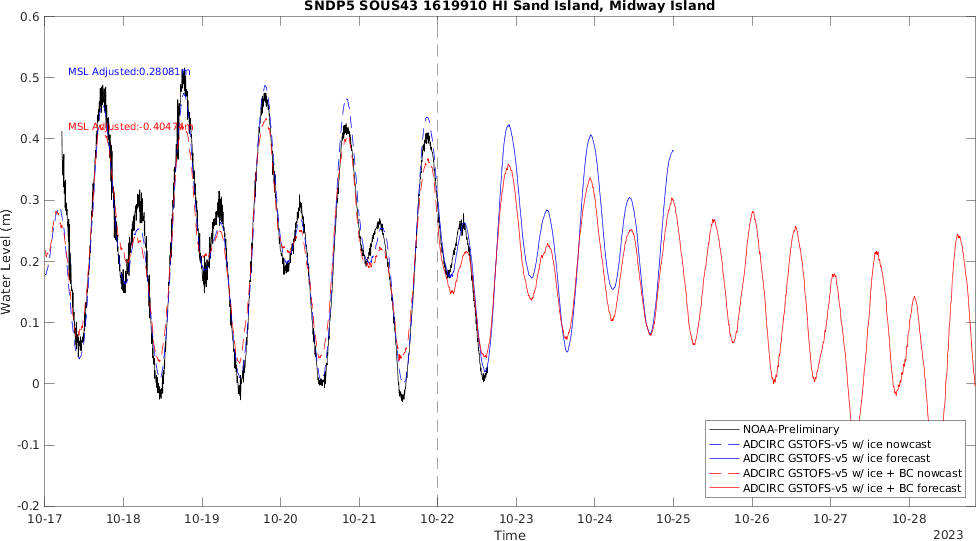 SNDP5 SOUS43 1619910 HI Sand Island, Midway Island
Water Level (m)
0.6
0.5
0.4
0.3
0.2
0.1
0
-0.1
-0.2
MSL Adjusted:0.28081m
MSL Adjusted:
NOAA-Preliminary
ADCIRC GSTOFS-v5 w/ ice nowcast
ADCIRC GSTOFS-v5 w/ ice forecast
ADCIRC GSTOFS-v5 w/ ice + BC nowcast
ADCIRC GSTOFS-v5 w/ ice + BC forecast
10-17 10-18 10-19 10-20 10-21 10-22 10-23 10-24 10-25 10-26 10-27 10-28
Time
2023